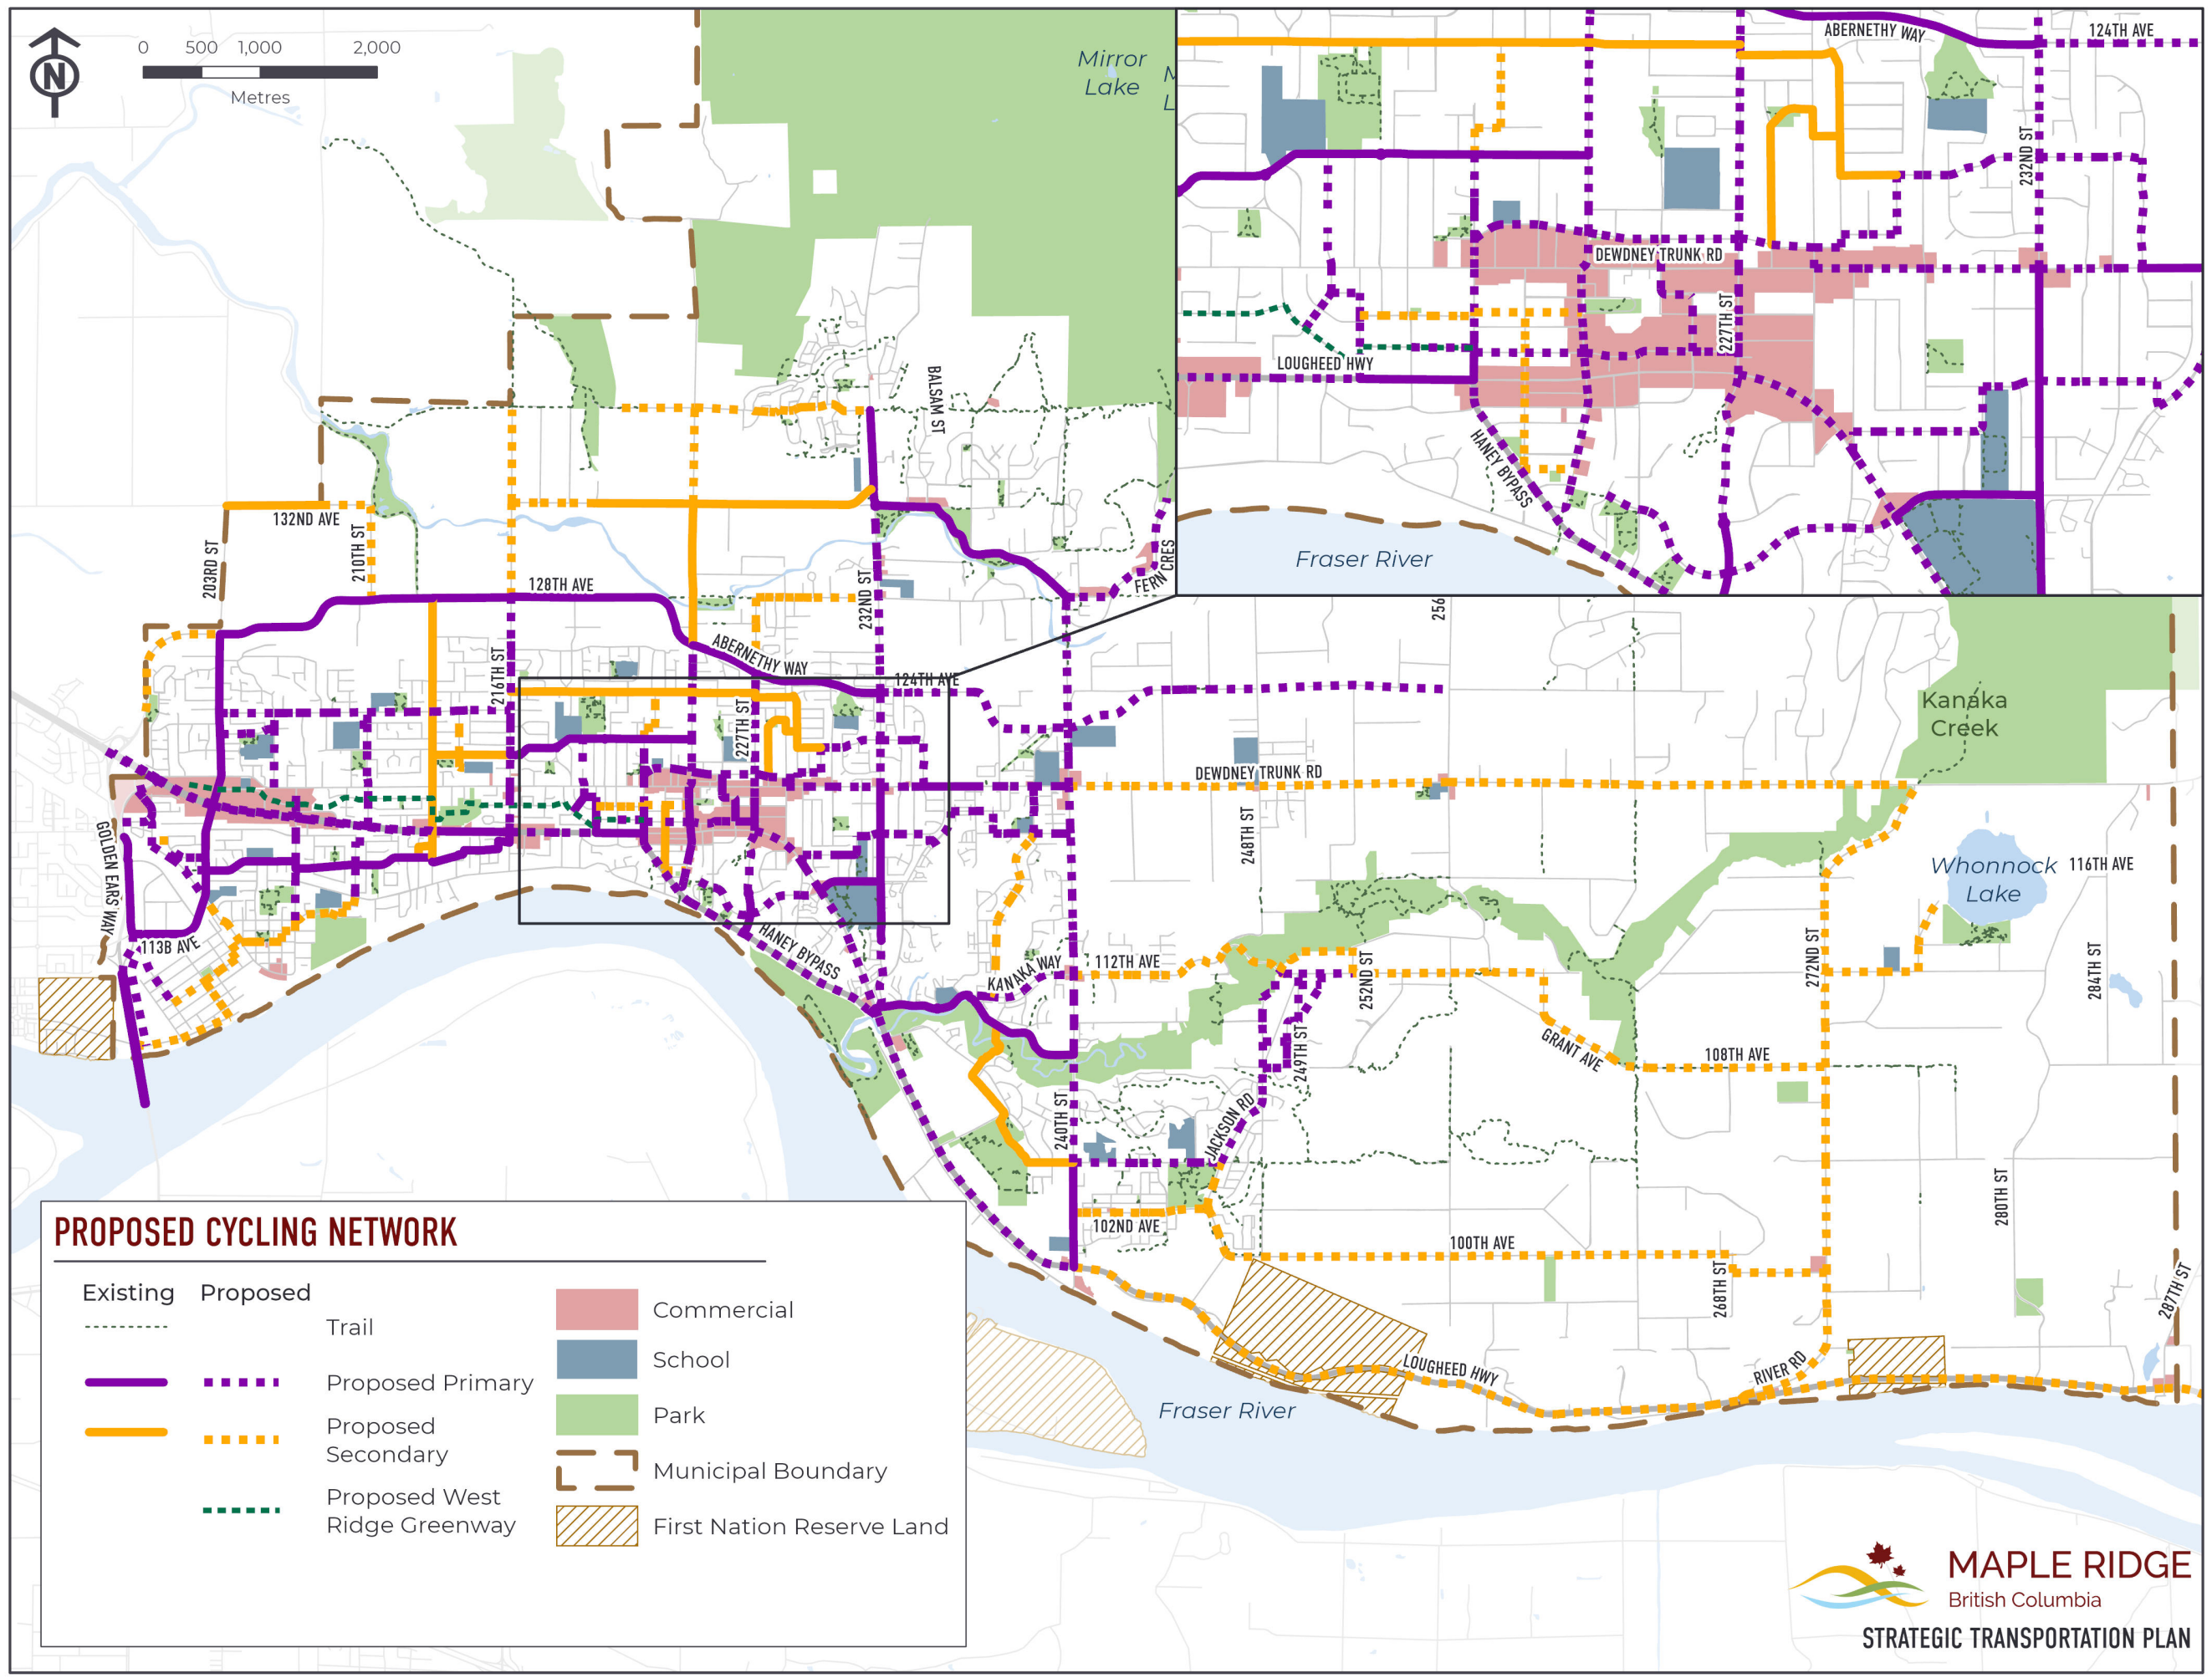 0 500 1,000 2,000
Metres
N
Mirror
Lake
M
L
ABERNETHY WAY
124TH AVE
232ND ST
DEWDNEY TRUNK RD
227TH ST
LOUGHEED HWY
HANEY BYPASS
Fraser River
BALSAM ST
132ND AVE
210TH ST
203RD ST
128TH AVE
232ND ST
FERN CRES
256
ABERNETHY WAY
216TH ST
124TH AVE
227TH ST
Kanaka
Creek
DEWDNEY TRUNK RD
GOLDEN EARS WAY
248TH ST
Whonnock
Lake
116TH AVE
113B AVE
HANEY BYPASS
KANAKA WAY
112TH AVE
252ND ST
272ND ST
284TH ST
249TH ST
GRANT AVE
108TH AVE
240TH ST
JACKSON RD
280TH ST
102ND AVE
100TH AVE
268TH ST
287TH ST
LOUGHEED HWY
RIVER RD
Fraser River
PROPOSED CYCLING NETWORK
Existing Proposed
Trail
Proposed Primary
Proposed
Secondary
Proposed West
Ridge Greenway
Commercial
School
Park
Municipal Boundary
First Nation Reserve Land
MAPLE RIDGE
British Columbia
STRATEGIC TRANSPORTATION PLAN